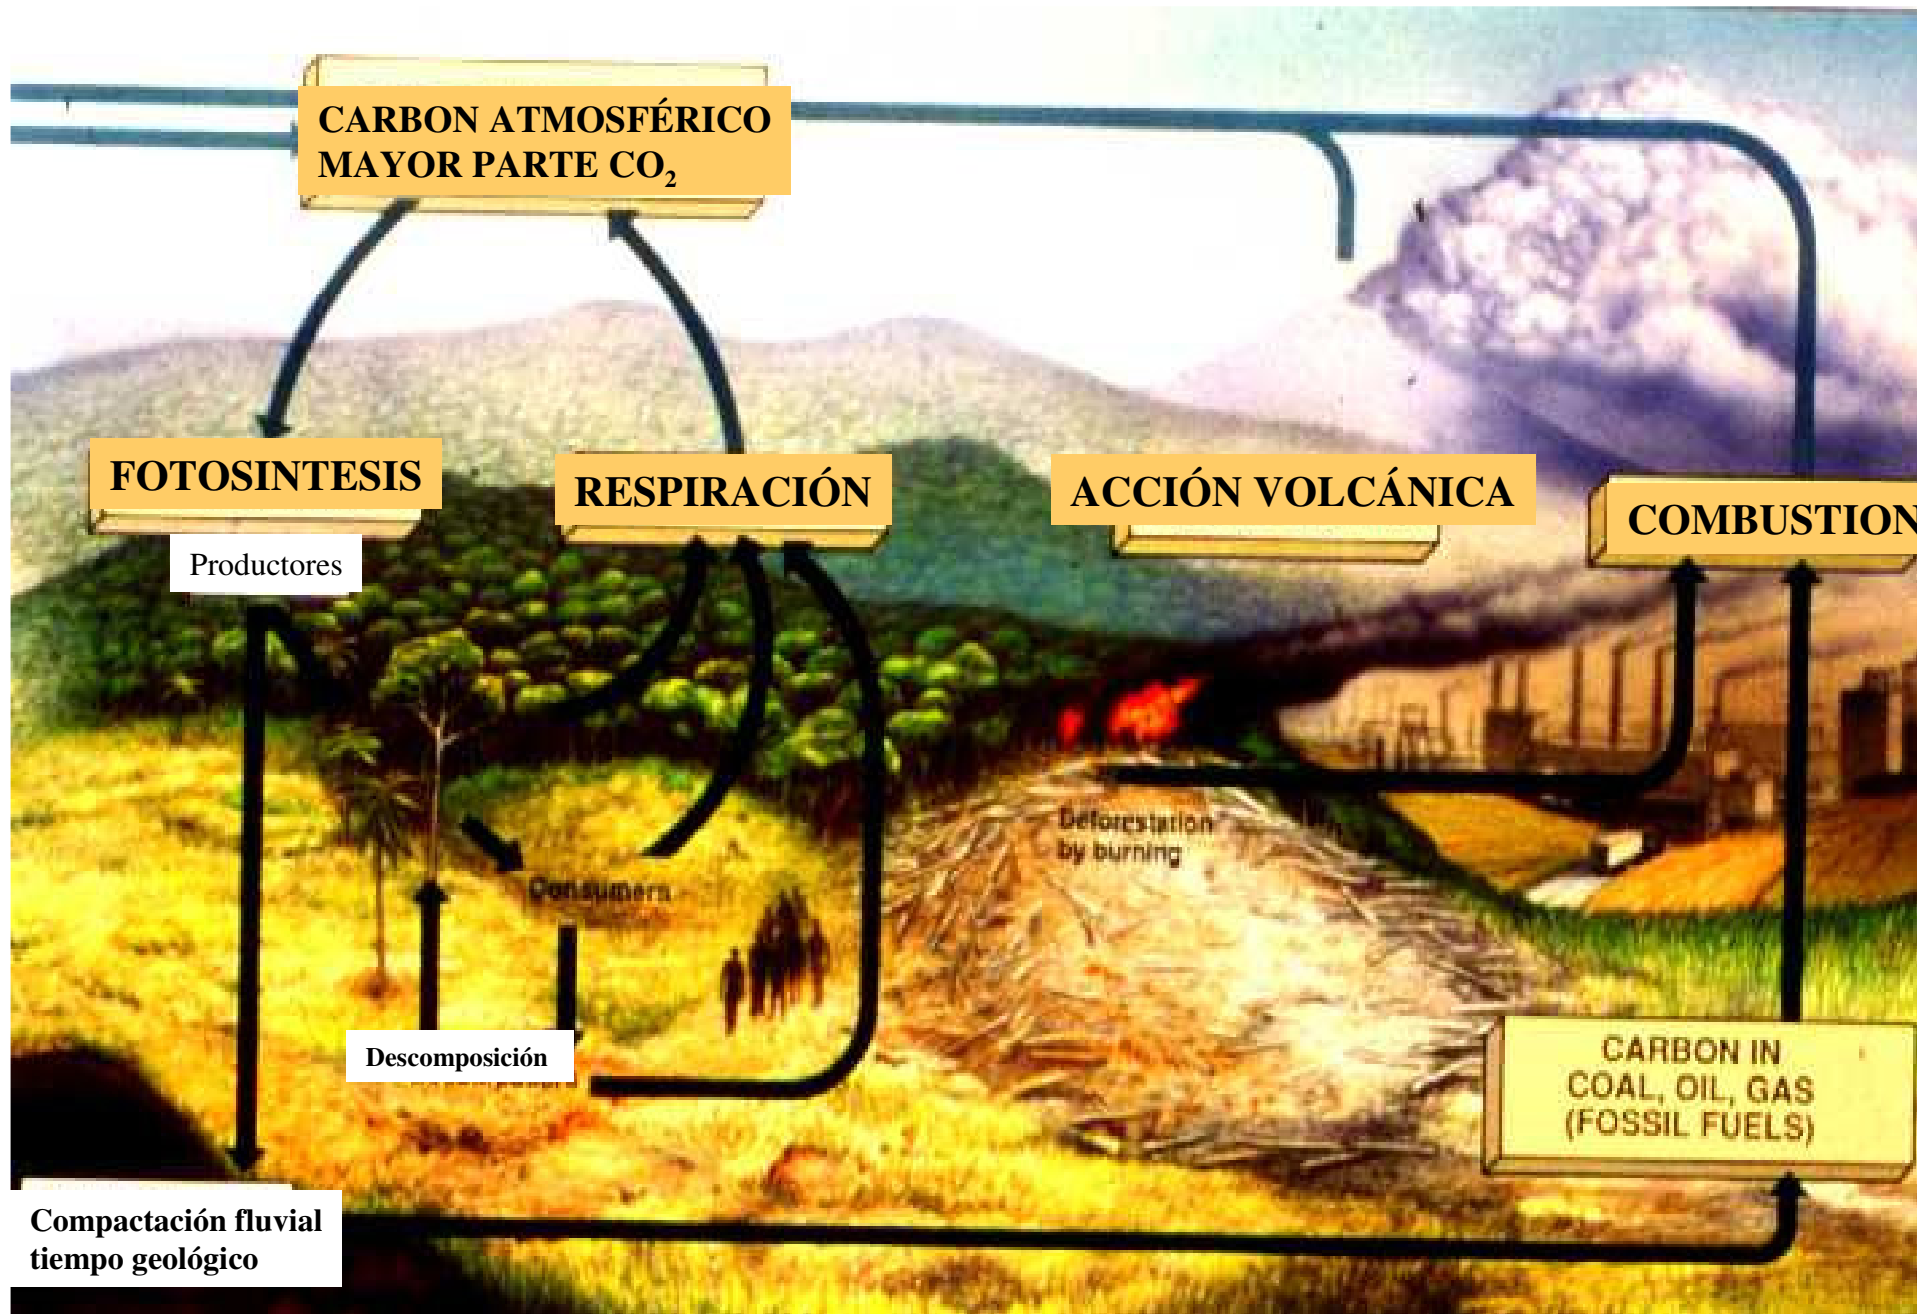 CARBON ATMOSFÉRICO
MAYOR PARTE CO₂
FOTOSINTESIS
RESPIRACIÓN
ACCIÓN VOLCÁNICA
COMBUSTION
Productores
Deforestation
by burning
Consumers
Descomposición
CARBON IN
COAL, OIL, GAS
(FOSSIL FUELS)
Compactación fluvial
tiempo geológico